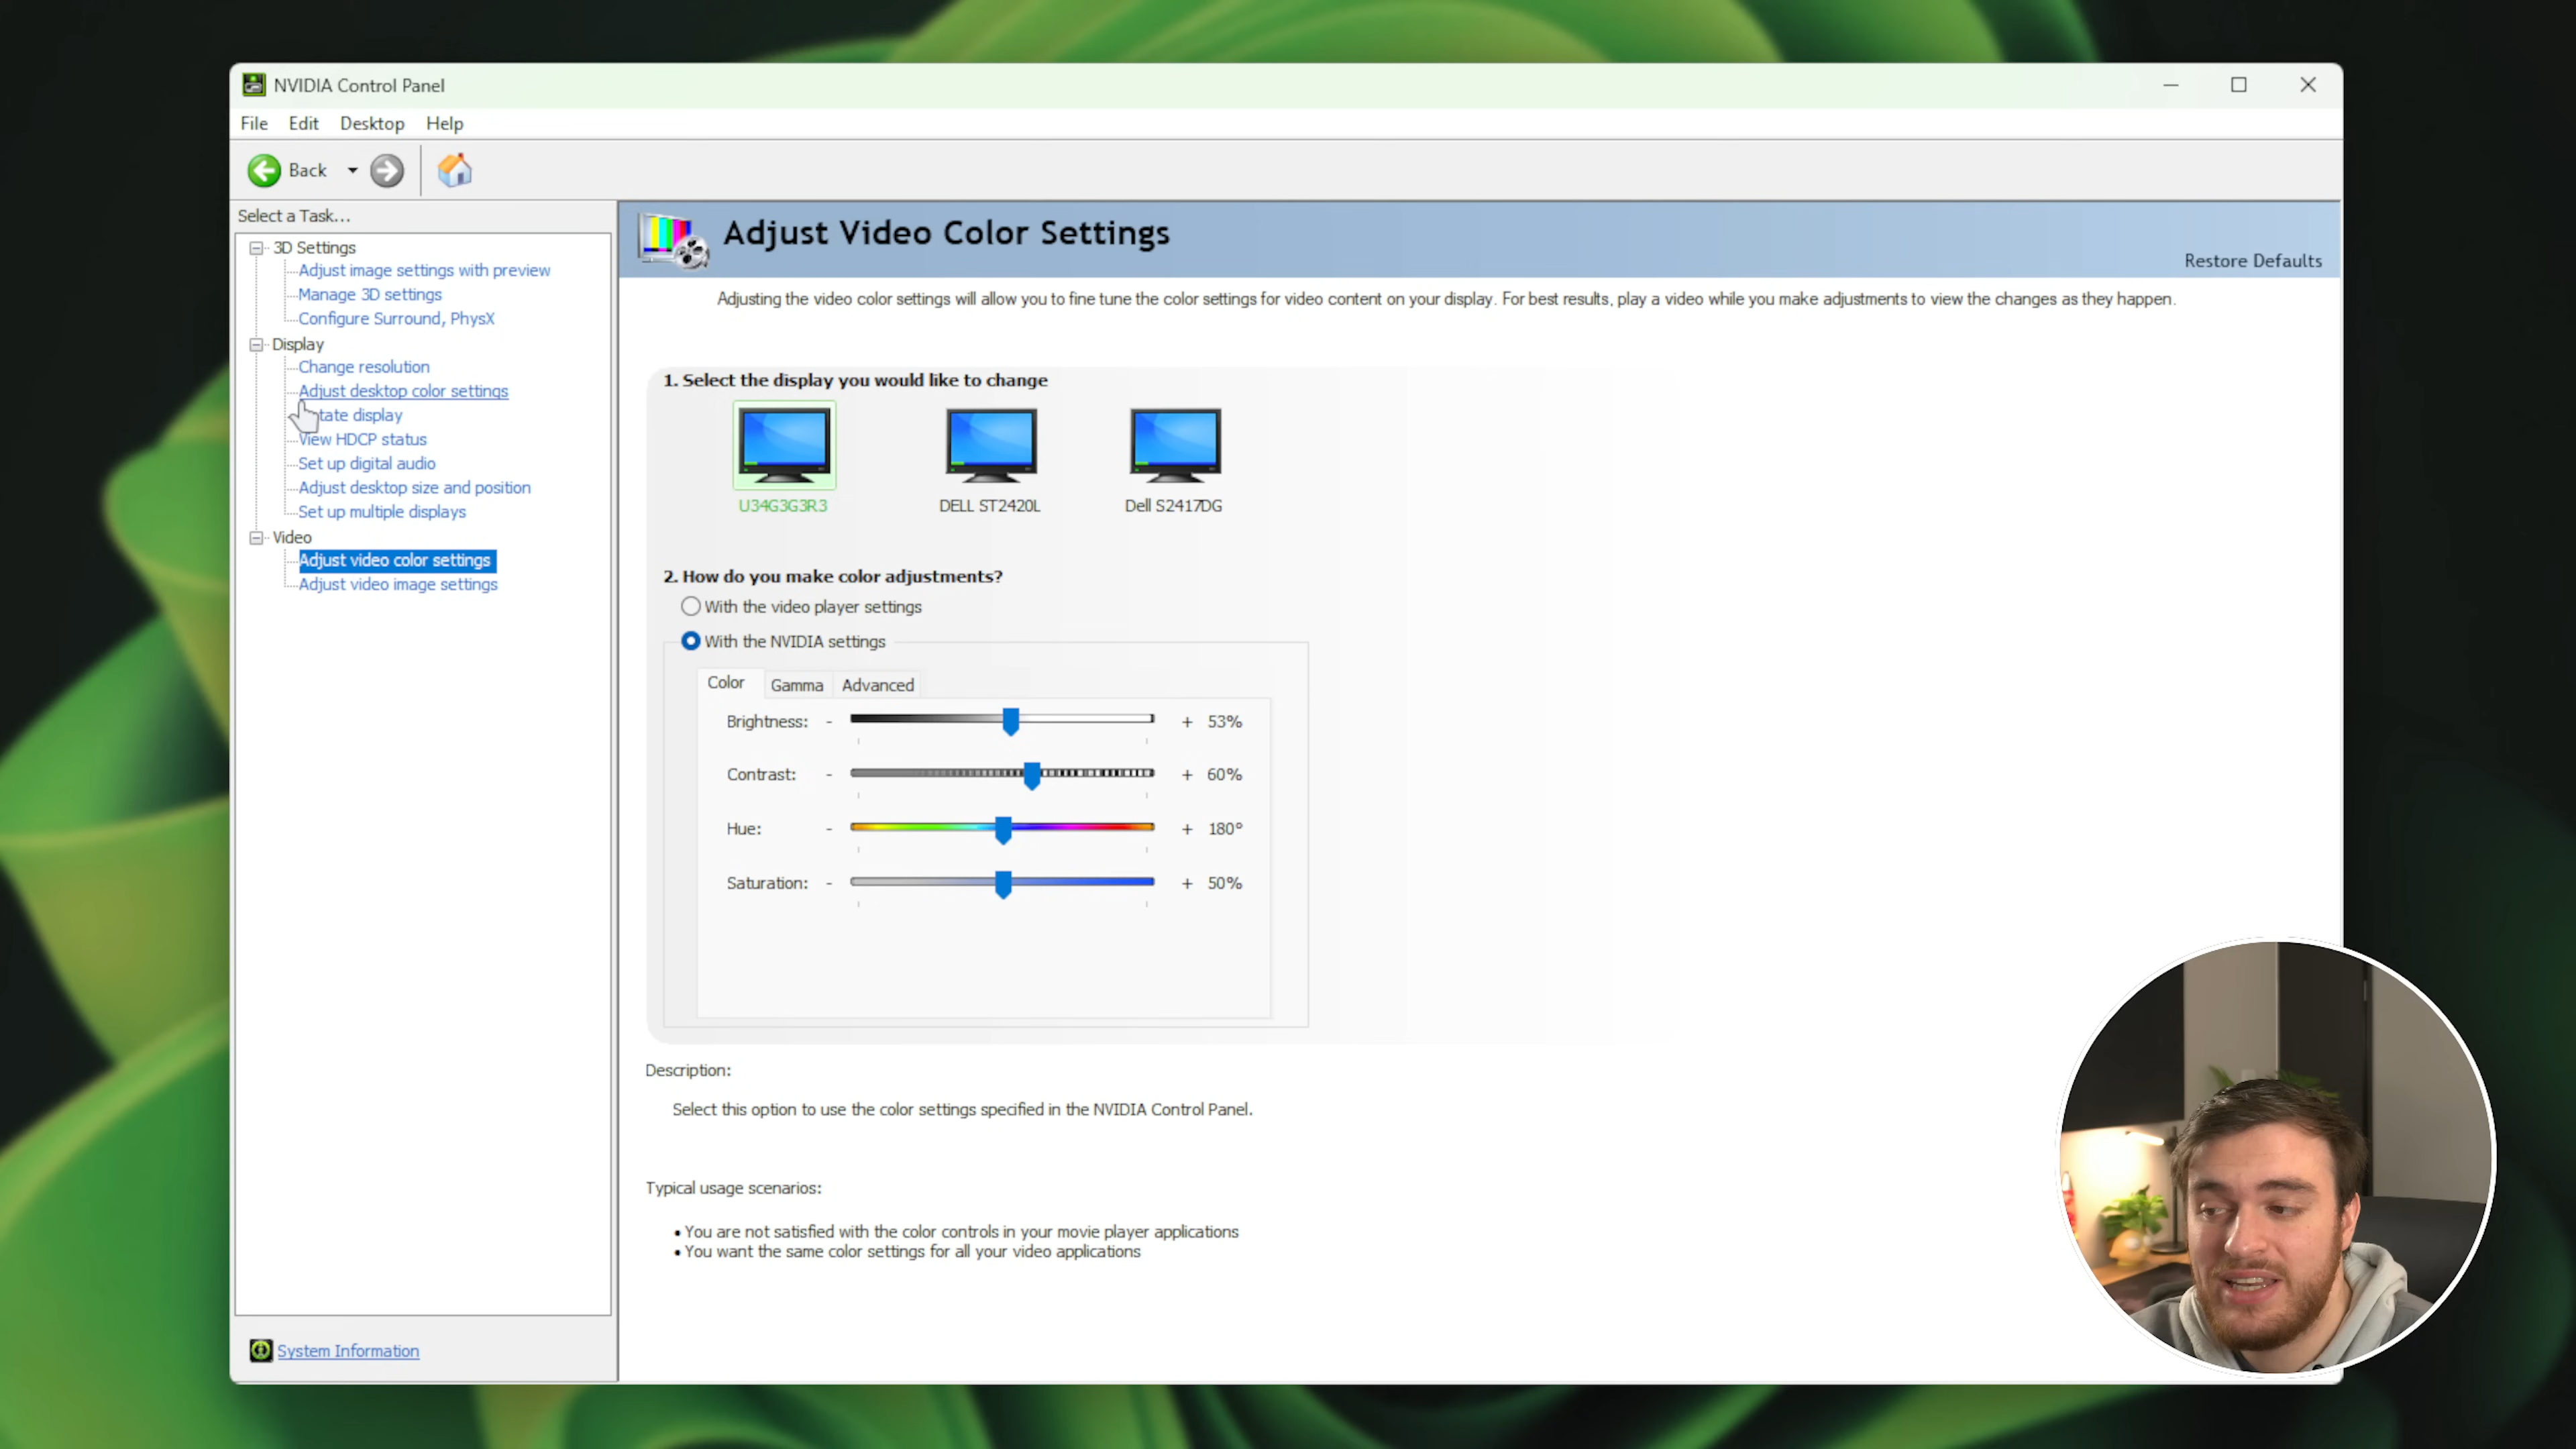 NVIDIA Control Panel
File Edit Desktop Help
Back
Select a Task...
3D Settings
Adjust image settings with preview
Manage 3D settings
Configure Surround, PhysX
Display
Change resolution
Adjust desktop color settings
tate display
View HDCP status
Set up digital audio
Adjust desktop size and position
Set up multiple displays
Video
Adjust video color settings
Adjust video image settings
System Information
Adjust Video Color Settings
Restore Defaults
Adjusting the video color settings will allow you to fine tune the color settings for video content on your display. For best results, play a video while you make adjustments to view the changes as they happen.
1. Select the display you would like to change
U34G3G3R3 DELL ST2420L Dell S2417DG
2. How do you make color adjustments?
With the video player settings
With the NVIDIA settings
Color Gamma Advanced
Brightness: - + 53%
Contrast: - + 60%
Hue: - + 180°
Saturation: - + 50%
Description:
Select this option to use the color settings specified in the NVIDIA Control Panel.
Typical usage scenarios:
• You are not satisfied with the color controls in your movie player applications
• You want the same color settings for all your video applications